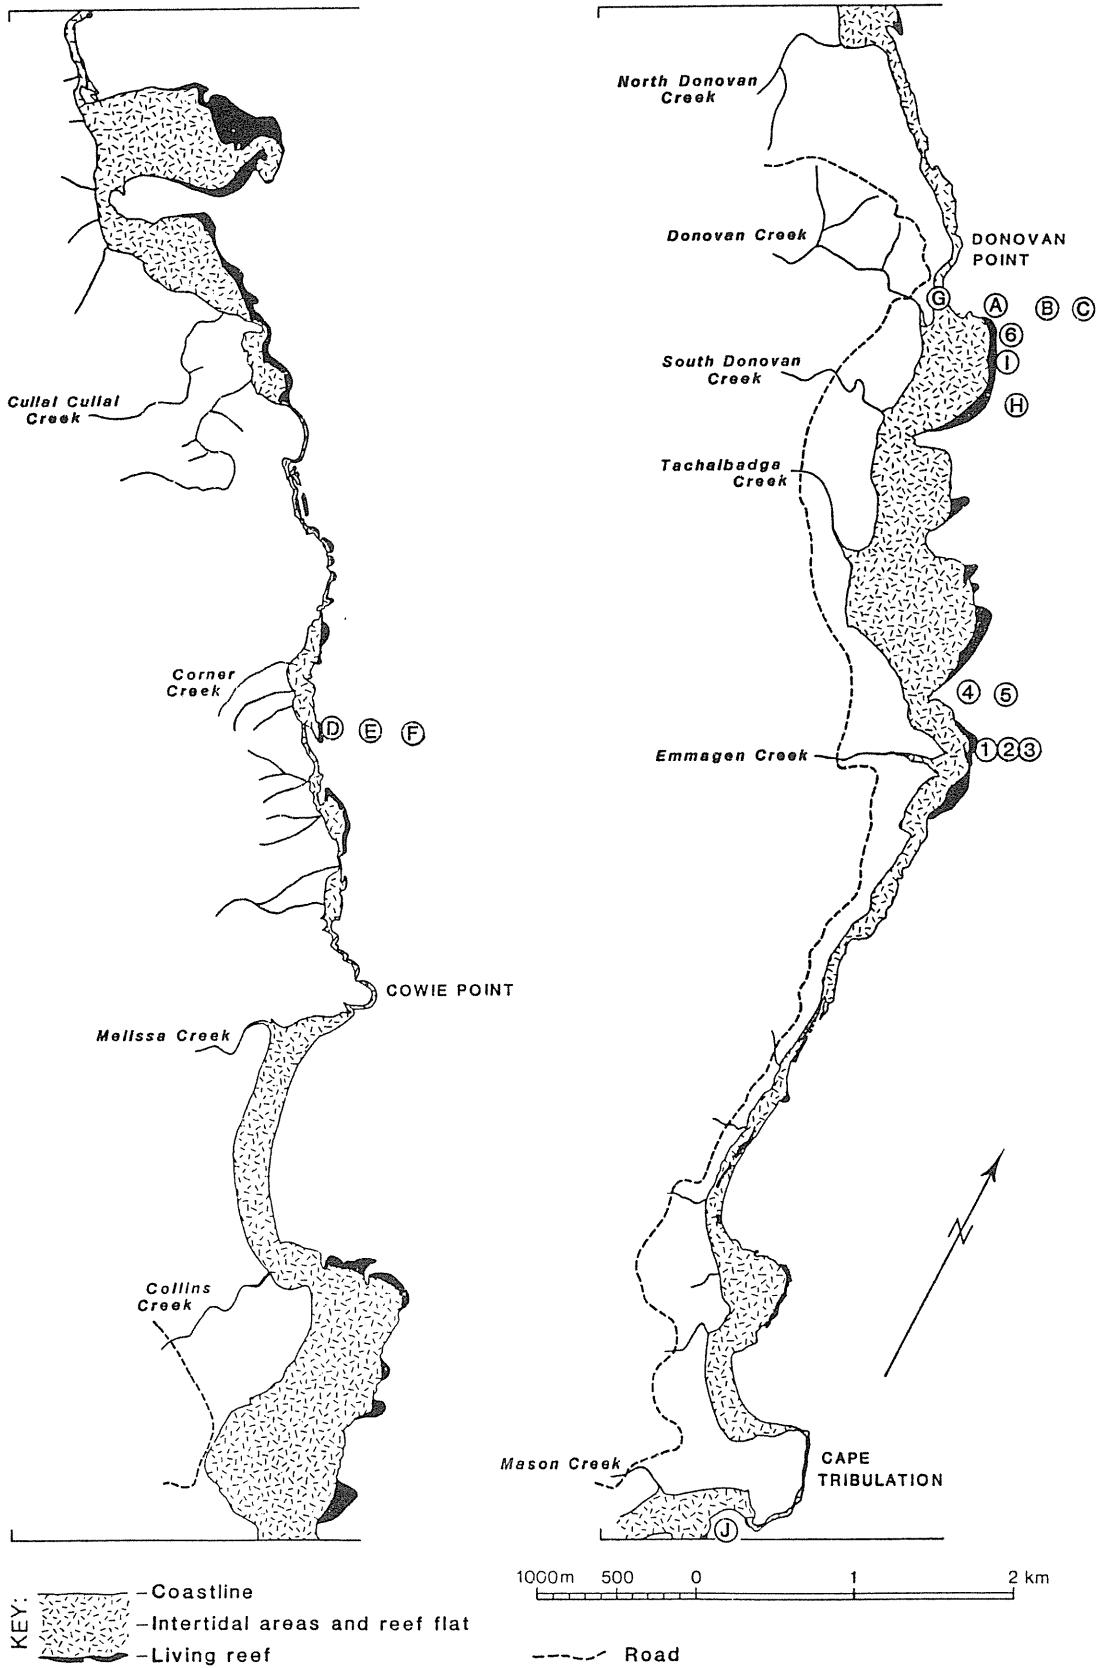 Cullal Cullal
Creek
Corner
Creek
D E F
COWIE POINT
Melissa Creek
Collins
Creek
North Donovan
Creek
Donovan Creek
DONOVAN
POINT
G A B C
6
I
South Donovan
Creek
H
Tachalbadga
Creek
4 5
Emmagen Creek
1 2 3
N
Mason Creek
CAPE
TRIBULATION
J
KEY:
Coastline
Intertidal areas and reef flat
Living reef
1000m 500 0 1 2 km
Road